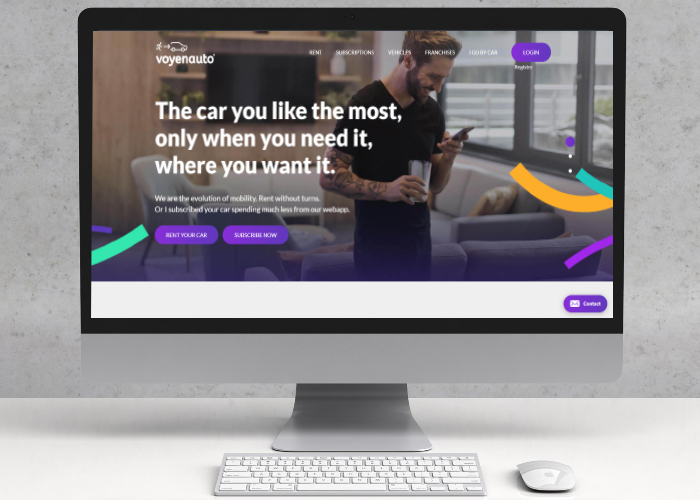 RENT SUBSCRIPTIONS VEHICLES FRANCHISES I GO BY CAR LOGIN
Register
voyenauto
The car you like the most,
only when you need it,
where you want it.
We are the evolution of mobility. Rent without turns.
Or I subscribed your car spending much less from our webapp.
RENT YOUR CAR SUBSCRIBE NOW
Contact